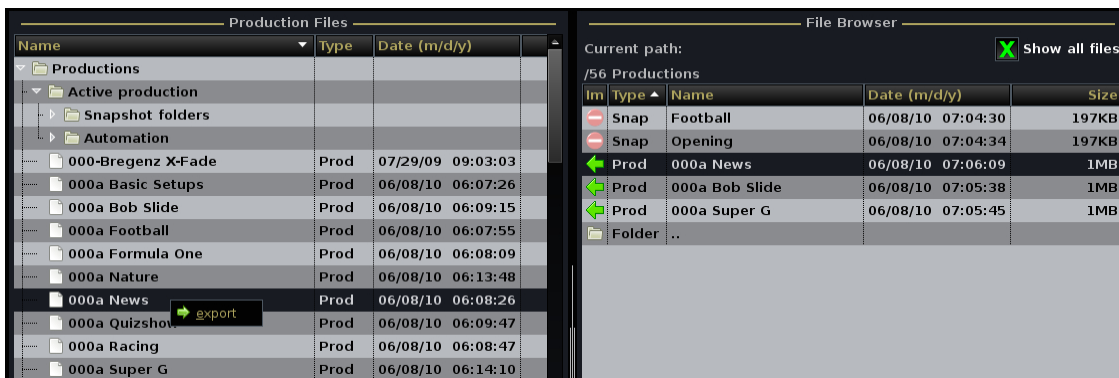 Production Files
Name Type Date (m/d/y)
Productions
Active production
Snapshot folders
Automation
000-Bregenz X-Fade Prod 07/29/09 09:03:03
000a Basic Setups Prod 06/08/10 06:07:26
000a Bob Slide Prod 06/08/10 06:09:15
000a Football Prod 06/08/10 06:07:55
000a Formula One Prod 06/08/10 06:08:09
000a Nature Prod 06/08/10 06:13:48
000a News Prod 06/08/10 06:08:26
export
000a Quizshow Prod 06/08/10 06:09:47
000a Racing Prod 06/08/10 06:08:47
000a Super G Prod 06/08/10 06:14:10
File Browser
Current path: X Show all files
/56 Productions
Im Type Name Date (m/d/y) Size
Snap Football 06/08/10 07:04:30 197KB
Snap Opening 06/08/10 07:04:34 197KB
Prod 000a News 06/08/10 07:06:09 1MB
Prod 000a Bob Slide 06/08/10 07:05:38 1MB
Prod 000a Super G 06/08/10 07:05:45 1MB
Folder ..